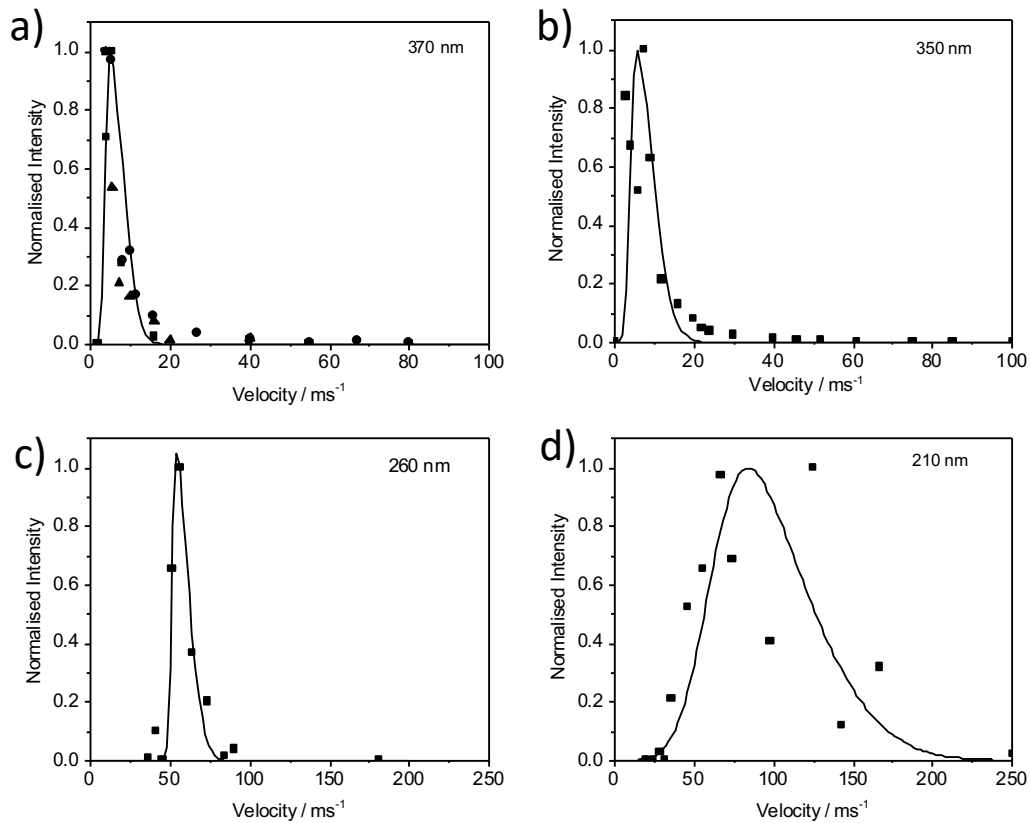 a)
370 nm
1.0
0.8
0.6
0.4
0.2
0.0
Normalised Intensity
0 20 40 60 80 100
Velocity / ms⁻¹
b)
350 nm
1.0
0.8
0.6
0.4
0.2
0.0
Normalised Intensity
0 20 40 60 80 100
Velocity / ms⁻¹
c)
260 nm
1.0
0.8
0.6
0.4
0.2
0.0
Normalised Intensity
0 50 100 150 200 250
Velocity / ms⁻¹
d)
210 nm
1.0
0.8
0.6
0.4
0.2
0.0
Normalised Intensity
0 50 100 150 200 250
Velocity / ms⁻¹